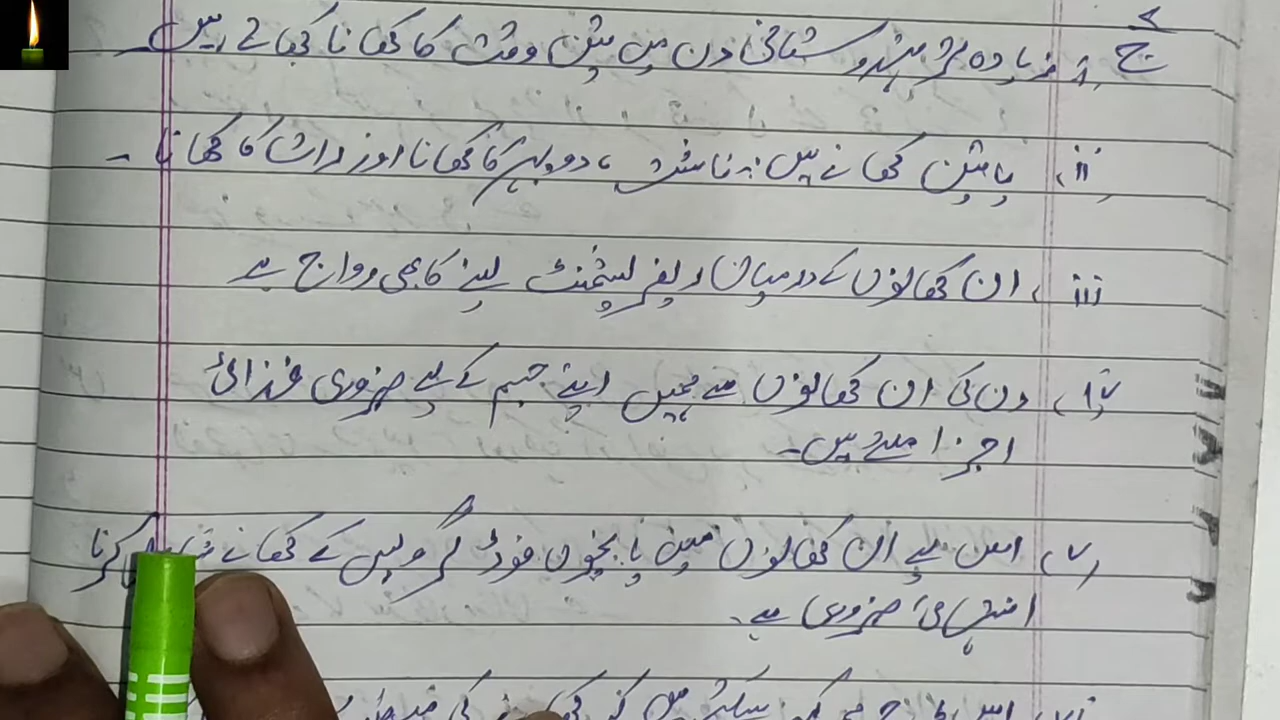 ج i, زیادہ تر ہندوستانی دن میں تین وقت کا کھانا کھاتے ہیں
ii, یا تین کھانے ہیں :۔ ناشتہ، دوپہر کا کھانا اور رات کا کھانا ۔
iii, ان کھانوں کے درمیان ریفریشمنٹ لینے کا بھی رواج ہے
iv, دن کی ان کھانوں سے ہمیں اپنے جسم کے لیے ضروری غذائی
اجزا ملتے ہیں۔
v, اس لیے ان کھانوں میں پانچوں فوڈ گروپس کے کھانے کرنا
انتہائی ضروری ہے۔
vi, اس کی